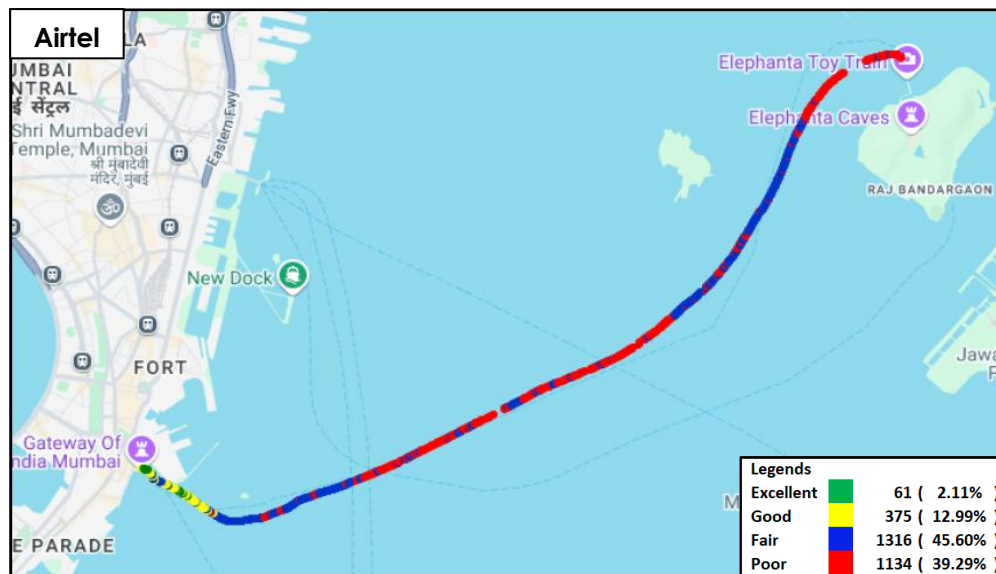 Airtel
LA
UMBAI
NTRAL
ई सेंट्रल
Shri Mumbadevi
Temple, Mumbai
श्री मुंबादेवी
मंदिर, मुंबई
Eastern Fwy
New Dock
FORT
Gateway Of
ndia Mumbai
E PARADE
Elephanta Toy Train
Elephanta Caves
RAJ BANDARGAON
Jawa
P
M
Legends
Excellent 61 ( 2.11% )
Good 375 ( 12.99% )
Fair 1316 ( 45.60% )
Poor 1134 ( 39.29% )